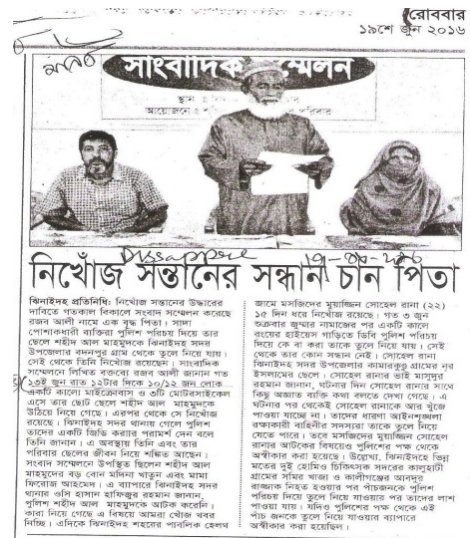 রোববার
১৯শে জুন ২০১৬
সাংবাদিক সম্মেলন
স্থান
আয়োজনে
পরিবার
Dissappre
নিখোঁজ সন্তানের সন্ধান চান পিতা
ঝিনাইদহ প্রতিনিধি: নিখোঁজ সন্তানের উদ্ধারের
দাবিতে গতকাল বিকালে সংবাদ সম্মেলন করেছে
রজব আলী নামে এক বৃদ্ধ পিতা। সাদা
পোশাকধারী ব্যক্তিরা পুলিশ পরিচয় দিয়ে তার
ছেলে শহীদ আল মাহমুদকে ঝিনাইদহ সদর
উপজেলার বদনপুর গ্রাম থেকে তুলে নিয়ে যায়।
সেই থেকে তিনি নিখোঁজ রয়েছেন। সাংবাদিক
সম্মেলনে লিখিত বক্তব্যে রজব আলী জানান গত
১৩ই জুন রাত ১২টার দিকে ১০/১২ জন লোক
একটি কালো মাইক্রোবাস ও ৩টি মোটরসাইকেল
এসে তার ছোট ছেলে শহীদ আল মাহমুদকে
উঠিয়ে নিয়ে গেছে। এরপর থেকে সে নিখোঁজ
রয়েছে। ঝিনাইদহ সদর থানায় গেলে পুলিশ
তাদের একটি জিডি করার পরামর্শ দেন বলে
তিনি জানান। এ অবস্থায় তিনি এবং তার
পরিবার ছেলের জীবন নিয়ে শঙ্কিত আছেন।
সংবাদ সম্মেলনে উপস্থিত ছিলেন শহীদ আল
মাহমুদের বড় বোন মদিনা খাতুন এবং মামা
ফিরোজ আহমেদ। এ ব্যাপারে ঝিনাইদহ সদর
থানার ওসি হাসান হাফিজুর রহমান জানান,
পুলিশ শহীদ আল মাহমুদকে আটক করেনি।
কারা নিয়ে গেছে এ বিষয়ে আমরা খোঁজ খবর
নিচ্ছি। এদিকে ঝিনাইদহ শহরের পাবলিক হেলথ
জামে মসজিদের মুয়াজ্জিন সোহেল রানা (২২)
১৫ দিন ধরে নিখোঁজ রয়েছে। গত ৩ জুন
শুক্রবার জুম্মার নামাজের পর একটি কালো
রংয়ের হাইয়েস গাড়িতে ডিবি পুলিশ পরিচয়
দিয়ে কে বা কারা তাকে তুলে নিয়ে যায়। সেই
থেকে তার কোন সন্ধান নেই। সোহেল রানা
ঝিনাইদহ সদর উপজেলার কামারকুন্ডু গ্রামের নূর
ইসলামের ছেলে। সোহেল রানার ভাই মাসুদুর
রহমান জানান, ঘটনার দিন সোহেল রানার সাথে
কিছু অজ্ঞাত ব্যক্তি কথা বলতে দেখা গেছে। এ
ঘটনার পর থেকেই সোহেল রানাকে আর খুঁজে
পাওয়া যাচ্ছে না। তাদের ধারণা আইনশৃঙ্খলা
রক্ষাকারী বাহিনীর সদস্যরা তাকে তুলে নিয়ে
যেতে পারে। তবে মসজিদের মুয়াজ্জিন সোহেল
রানার আটকের বিষয়েও পুলিশের পক্ষ থেকে
অস্বীকার করা হয়েছে। উল্লেখ্য, ঝিনাইদহে ভিন্ন
মতের দুই হোমিও চিকিৎসক সদরের কালুহাটী
গ্রামের সমির খাজা ও কালীগঞ্জের আবদুর
রাজ্জাক নিহত হওয়ার পর পাঁচজনকে পুলিশ
পরিচয় দিয়ে তুলে নিয়ে যাওয়ার পর তাদের লাশ
পাওয়া যায়। যদিও পুলিশের পক্ষ থেকে এই
পাঁচ জনকে তুলে নিয়ে যাওয়ার ব্যাপারে
অস্বীকার করা হয়েছিল।